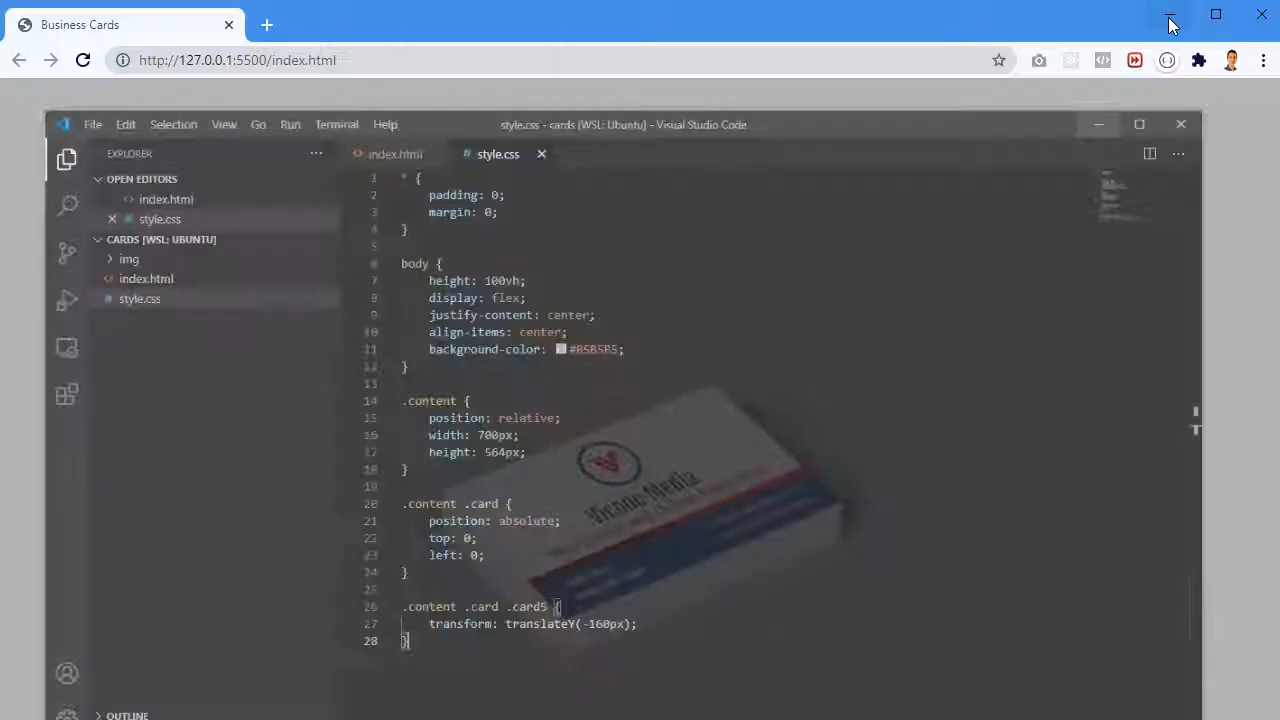 Business Cards
http://127.0.0.1:5500/index.html
File Edit Selection View Go Run Terminal Help
style.css - cards [WSL: Ubuntu] - Visual Studio Code
EXPLORER
OPEN EDITORS
index.html
style.css
CARDS [WSL: UBUNTU]
img
index.html
style.css
OUTLINE
index.html style.css
1 * {
2 padding: 0;
3 margin: 0;
4 }
5
6 body {
7 height: 100vh;
8 display: flex;
9 justify-content: center;
10 align-items: center;
11 background-color: #B5B5B5;
12 }
13
14 .content {
15 position: relative;
16 width: 700px;
17 height: 564px;
18 }
19
20 .content .card {
21 position: absolute;
22 top: 0;
23 left: 0;
24 }
25
26 .content .card .card5 {
27 transform: translateY(-160px);
28 }
Media